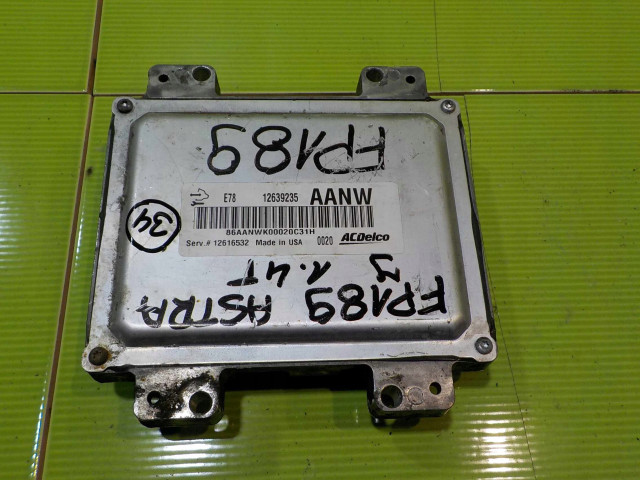 FP189
E78 12639235 AANW
86AANWK00020C31H
Serv.# 12616532 Made in USA 0020 ACDelco
34
FP189 ASTRA
J 1.4T